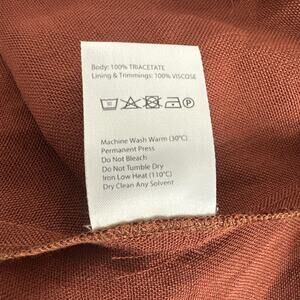 Body: 100% TRIACETATE
Lining & Trimmings: 100% VISCOSE
Machine Wash Warm (30°C)
Permanent Press
Do Not Bleach
Do Not Tumble Dry
Iron Low Heat (110°C)
Dry Clean Any Solvent